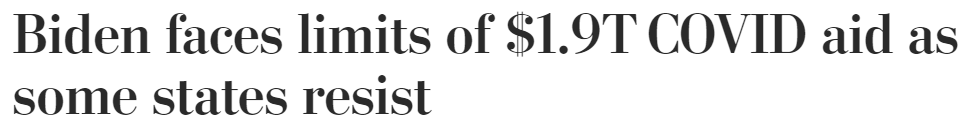 Biden faces limits of $1.9T COVID aid as
some states resist